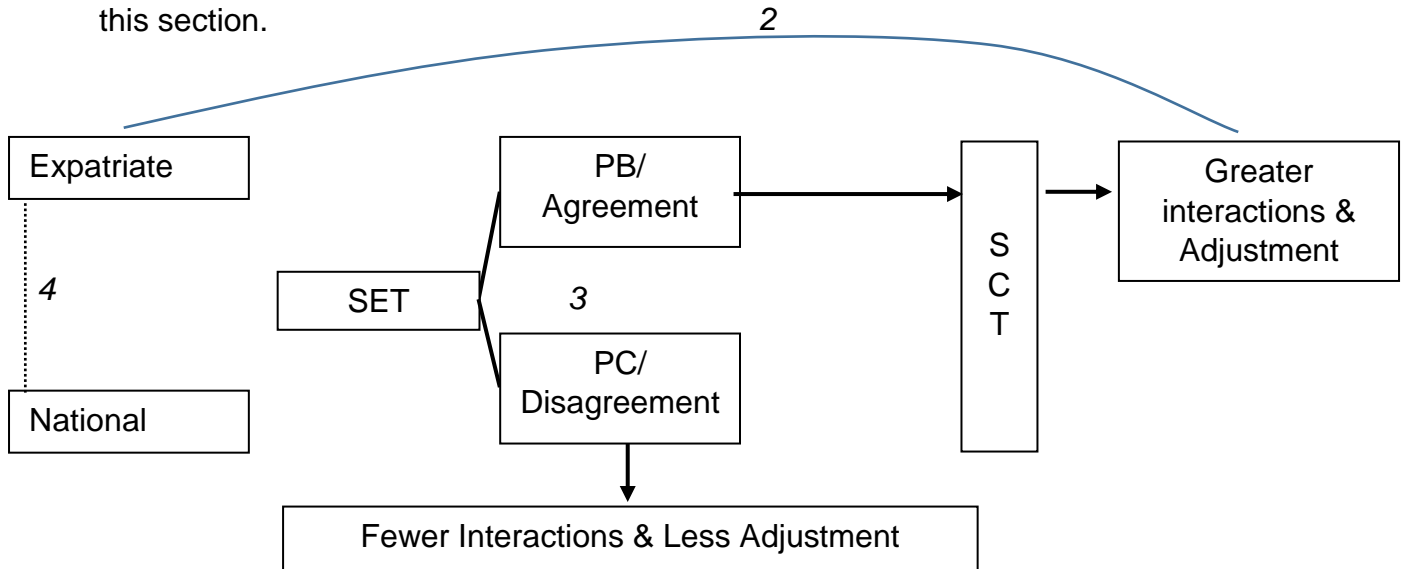 this section.
2
Expatriate
PB/
Agreement
S
C
T
Greater
interactions &
Adjustment
4
SET
3
National
PC/
Disagreement
Fewer Interactions & Less Adjustment